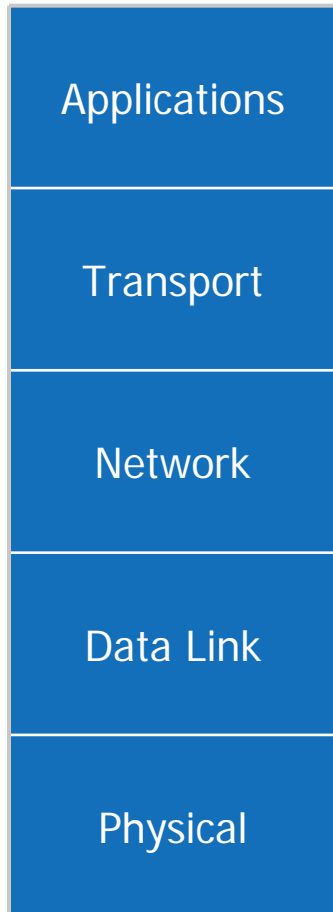 Applications
Transport
Network
Data Link
Physical